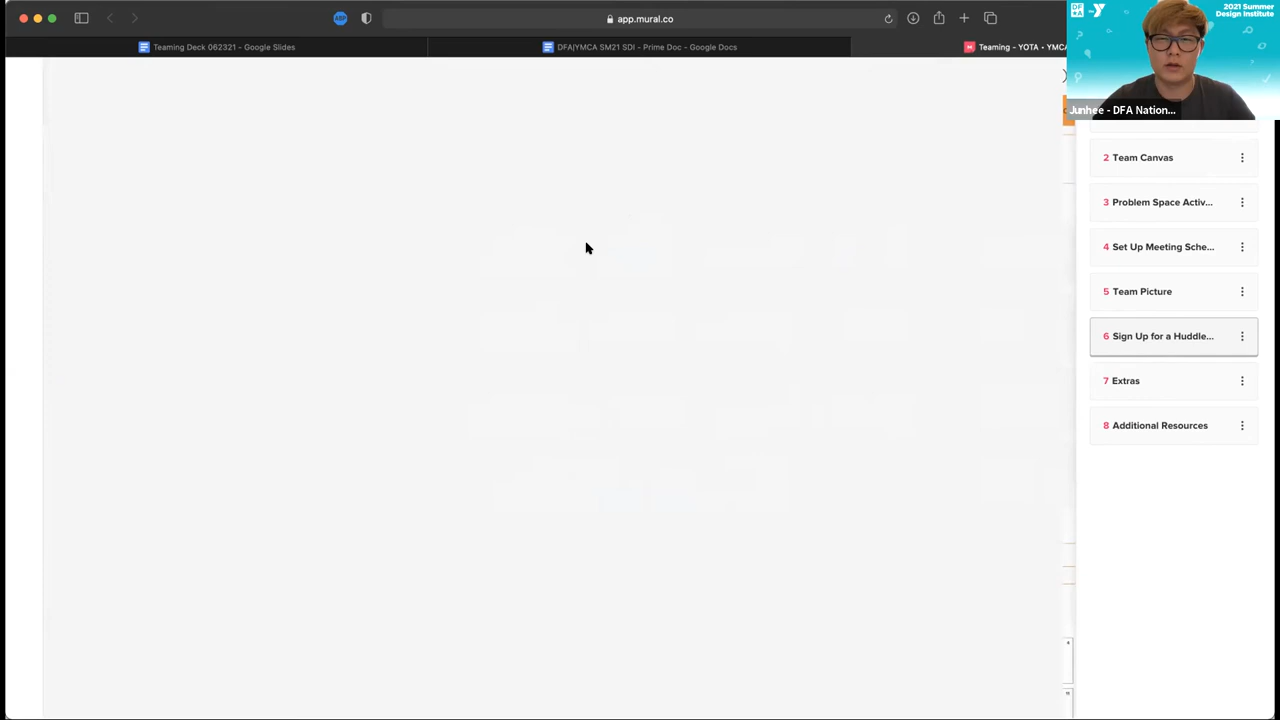 app.mural.co
Teaming Deck 062321 - Google Slides
DFA|YMCA SM21 SDI - Prime Doc - Google Docs
Teaming - YOTA - YMCA
2021 Summer
Design Institute
DFA
Junhee - DFA Nation...
ABP
2 Team Canvas
3 Problem Space Activ...
4 Set Up Meeting Sche...
5 Team Picture
6 Sign Up for a Huddle...
7 Extras
8 Additional Resources